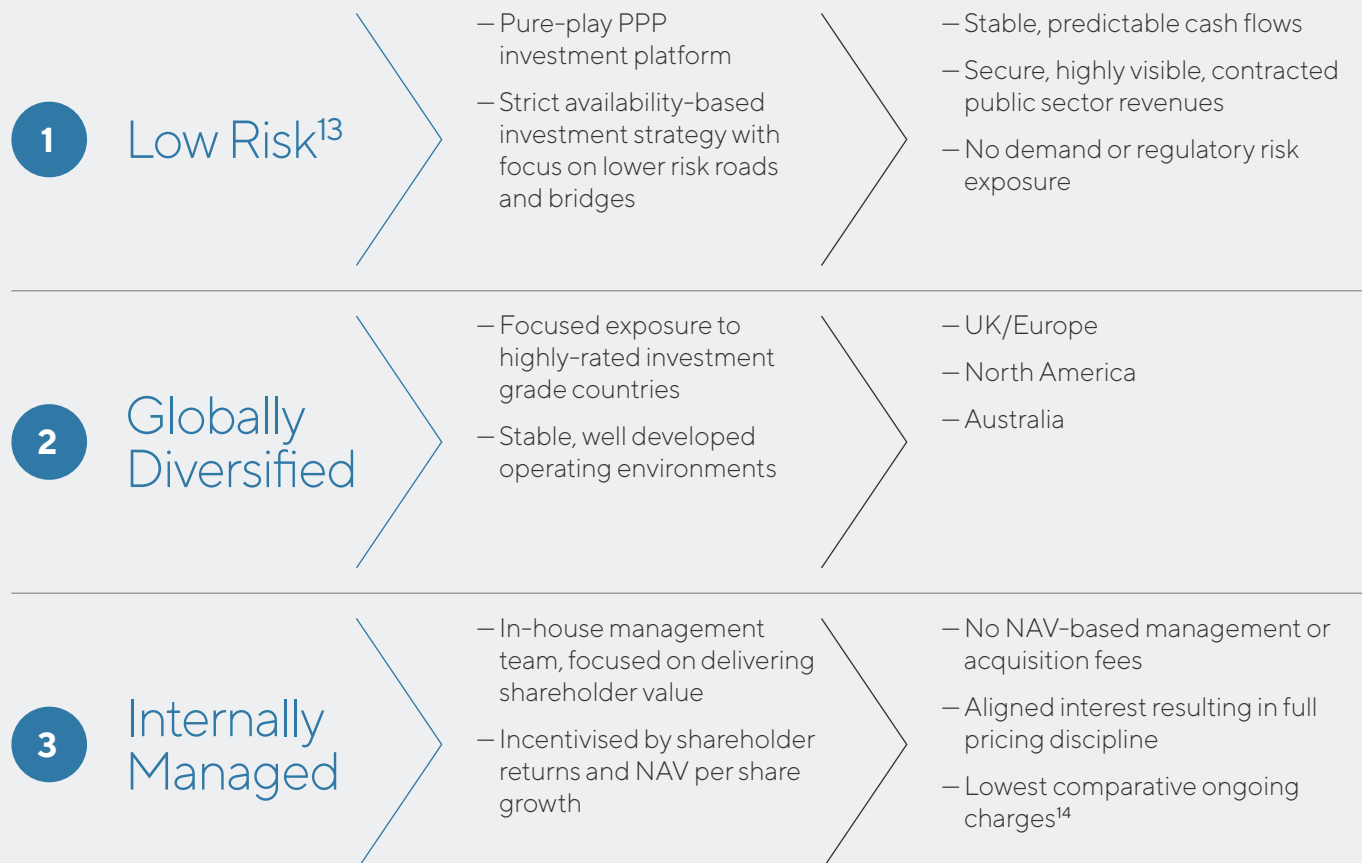 1
Low Risk¹³
— Pure-play PPP
investment platform
— Strict availability-based
investment strategy with
focus on lower risk roads
and bridges
— Stable, predictable cash flows
— Secure, highly visible, contracted
public sector revenues
— No demand or regulatory risk
exposure
2
Globally
Diversified
— Focused exposure to
highly-rated investment
grade countries
— Stable, well developed
operating environments
— UK/Europe
— North America
— Australia
3
Internally
Managed
— In-house management
team, focused on delivering
shareholder value
— Incentivised by shareholder
returns and NAV per share
growth
— No NAV-based management or
acquisition fees
— Aligned interest resulting in full
pricing discipline
— Lowest comparative ongoing
charges¹⁴